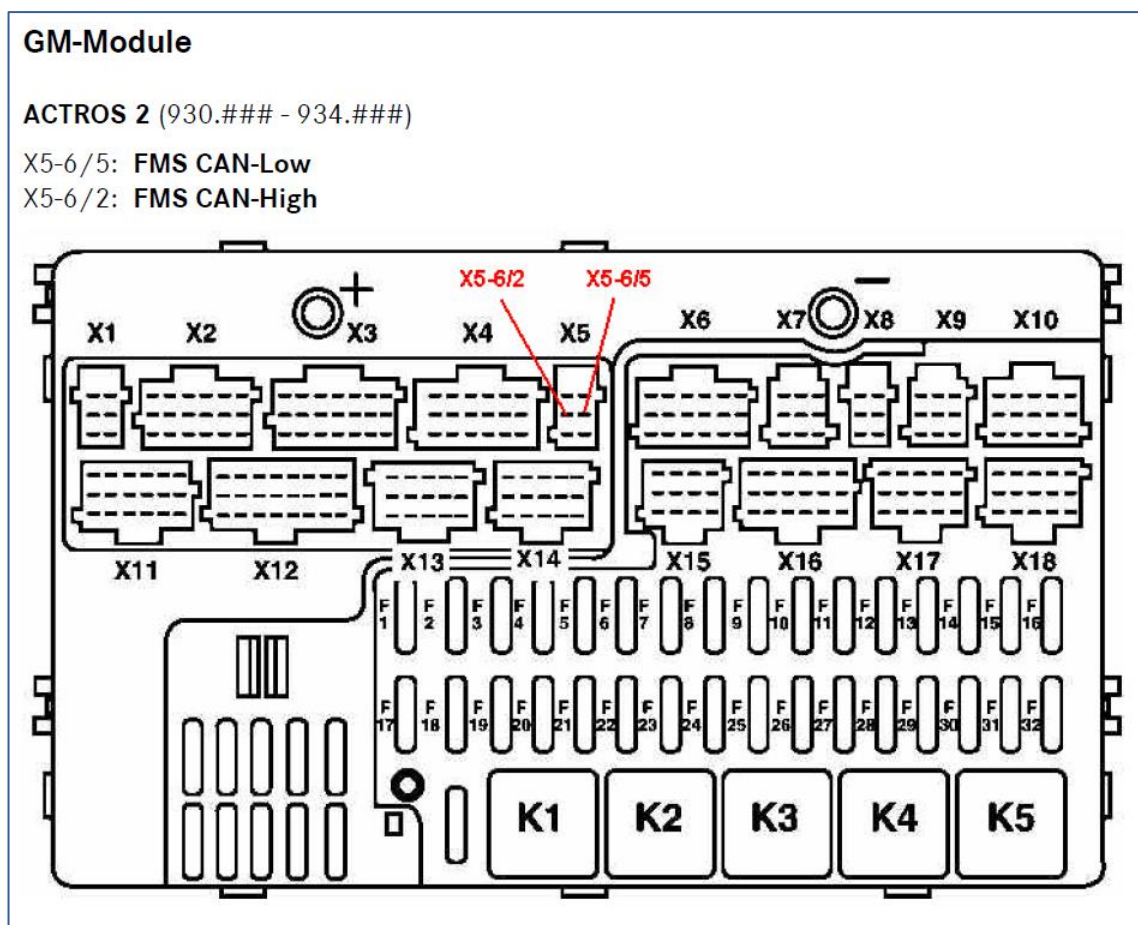 GM-Module
ACTROS 2 (930.### - 934.###)
X5-6/5: FMS CAN-Low
X5-6/2: FMS CAN-High
X5-6/2 X5-6/5
+ −
X1 X2 X3 X4 X5 X6 X7 X8 X9 X10
X11 X12 X13 X14 X15 X16 X17 X18
F 1 F 2 F 3 F 4 F 5 F 6 F 7 F 8 F 9 F 10 F 11 F 12 F 13 F 14 F 15 F 16
F 17 F 18 F 19 F 20 F 21 F 22 F 23 F 24 F 25 F 26 F 27 F 28 F 29 F 30 F 31 F 32
K1 K2 K3 K4 K5